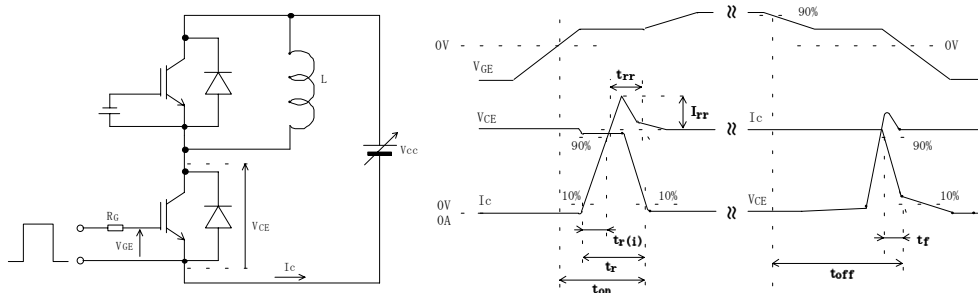 L
Vcc
RG
VGE
VCE
Ic
0V
VGE
trr
90%
0V
Irr
VCE
Ic
90%
90%
0V
0A
Ic
10%
10%
VCE
10%
tr(i)
tf
tr
toff
ton